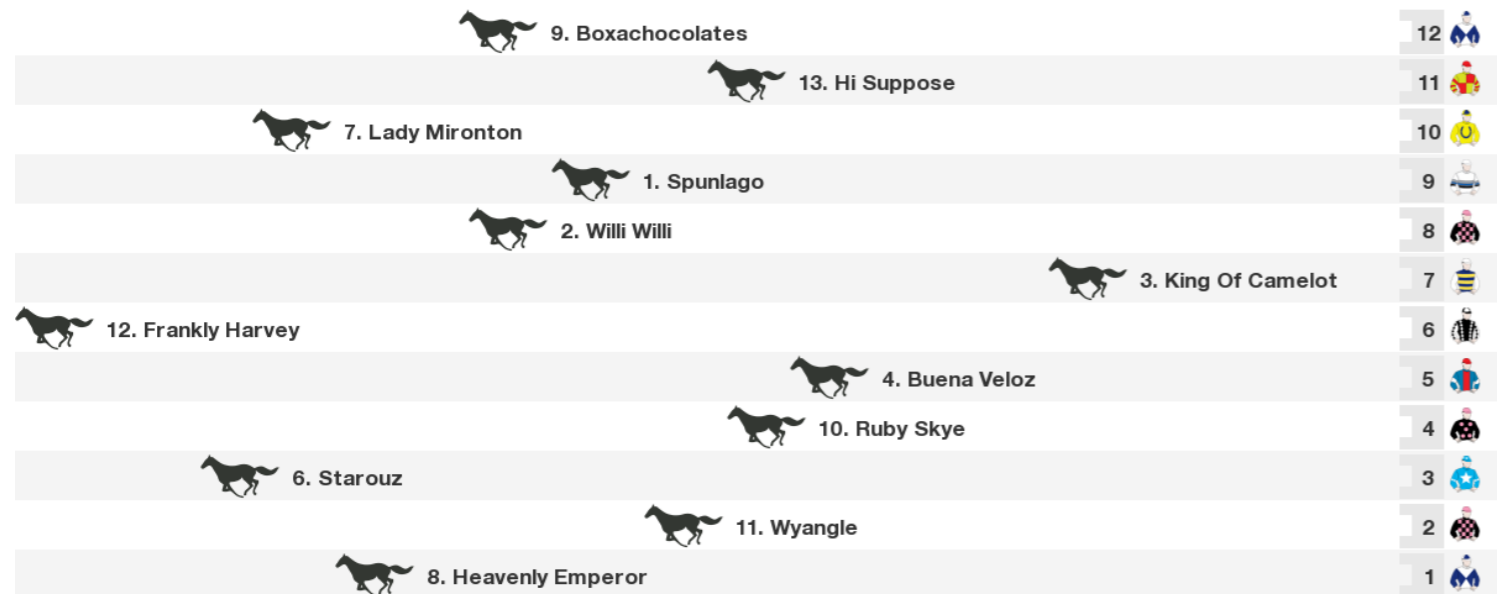 9. Boxachocolates 12
13. Hi Suppose 11
7. Lady Mironton 10
1. Spunlago 9
2. Willi Willi 8
3. King Of Camelot 7
12. Frankly Harvey 6
4. Buena Veloz 5
10. Ruby Skye 4
6. Starouz 3
11. Wyangle 2
8. Heavenly Emperor 1